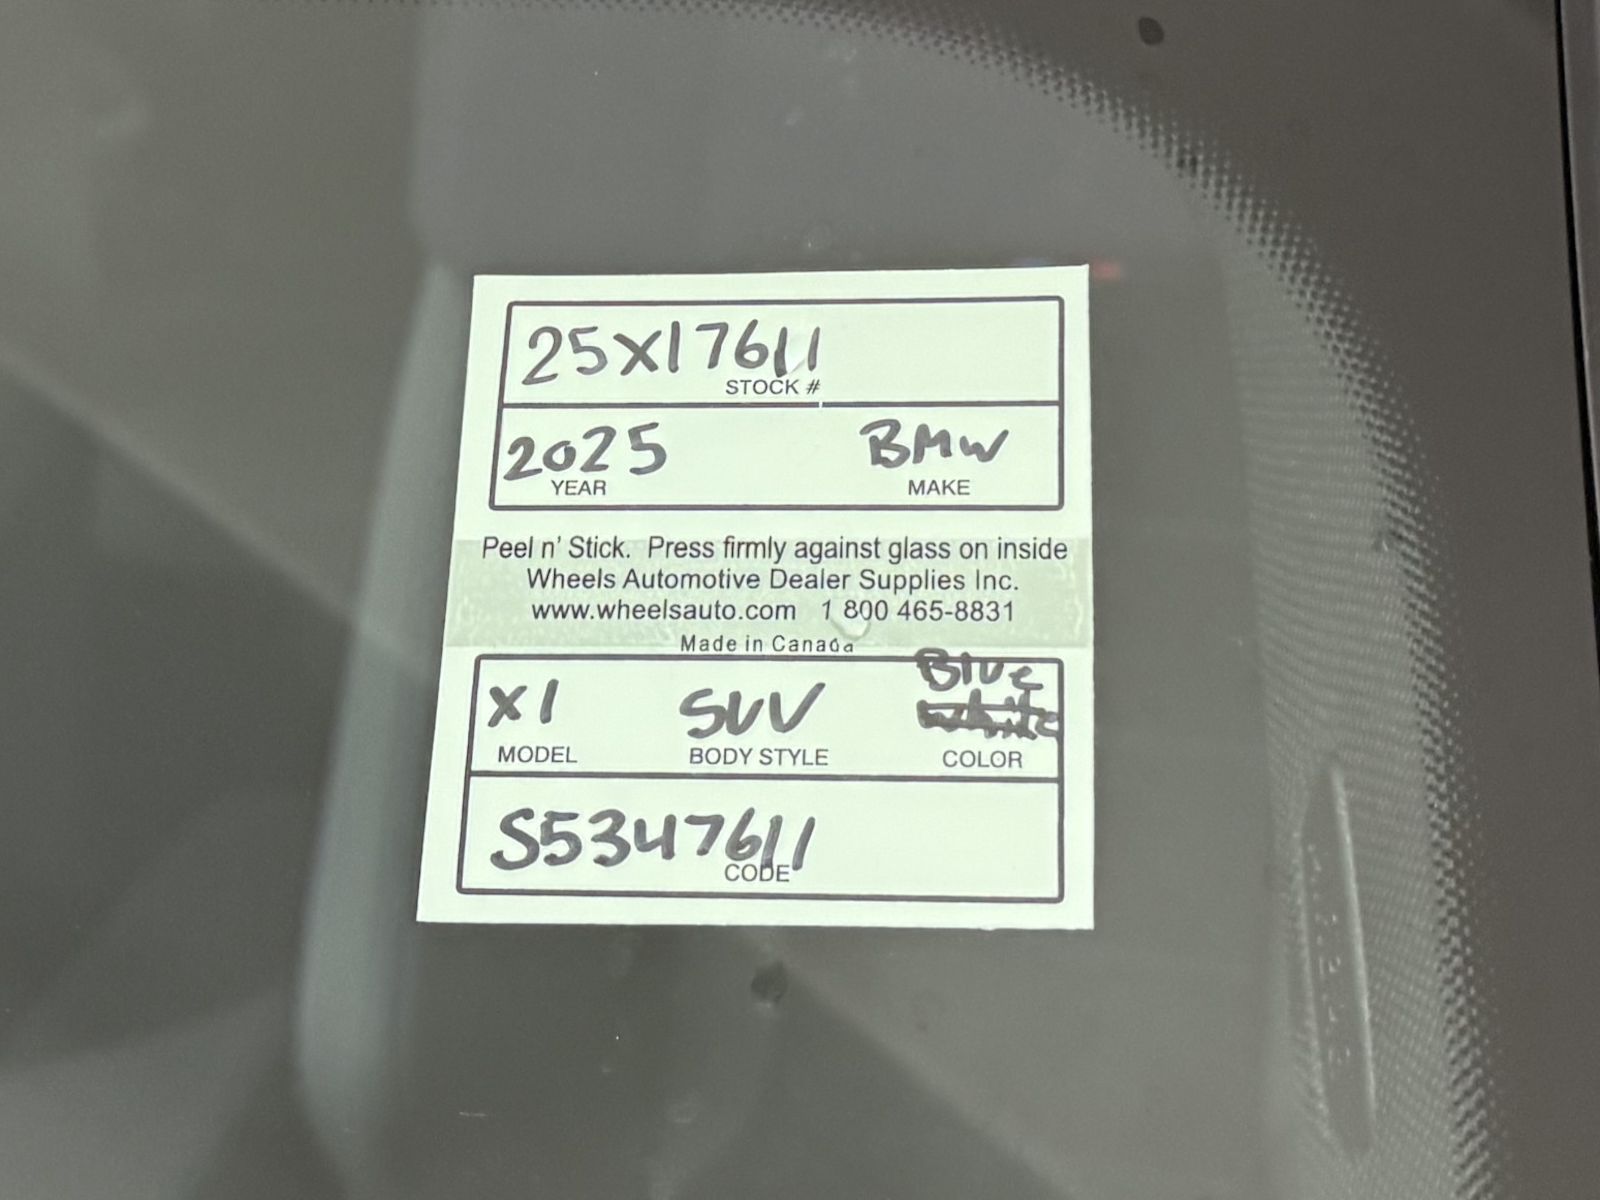 25X17611
STOCK #
2025 BMW
YEAR MAKE
Peel n' Stick. Press firmly against glass on inside
Wheels Automotive Dealer Supplies Inc.
www.wheelsauto.com 1 800 465-8831
Made in Canada
Blue
X1 SUV white
MODEL BODY STYLE COLOR
S5347611
CODE